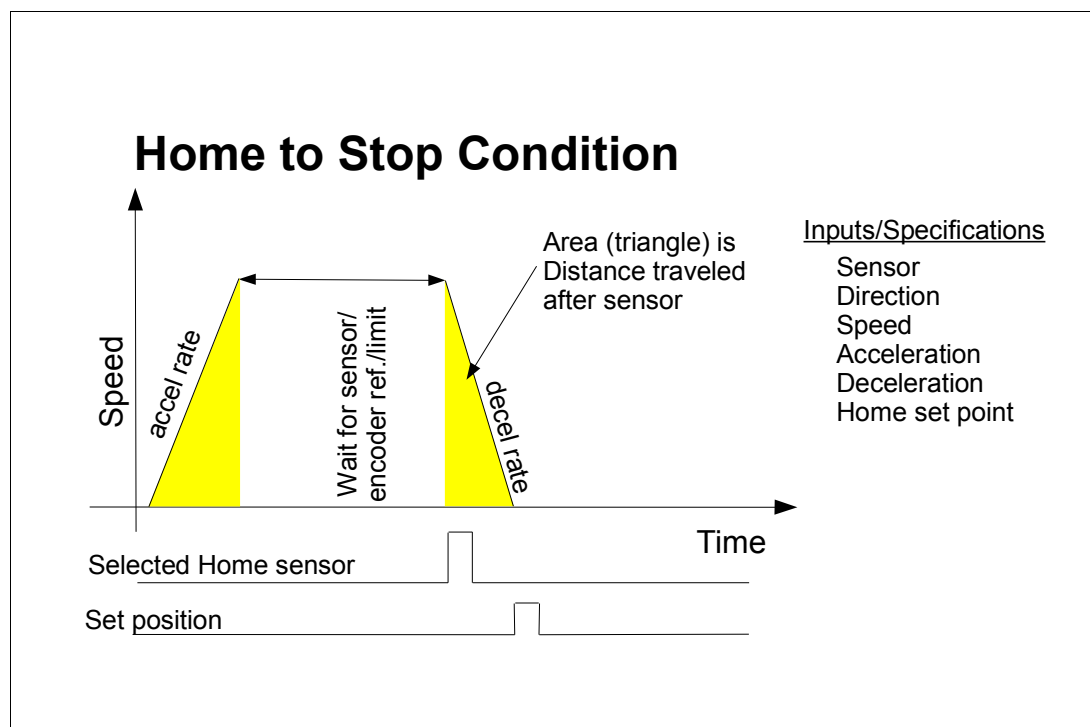 Home to Stop Condition
Speed
accel rate
Wait for sensor/
encoder ref./limit
Area (triangle) is
Distance traveled
after sensor
decel rate
Time
Inputs/Specifications
Sensor
Direction
Speed
Acceleration
Deceleration
Home set point
Selected Home sensor
Set position